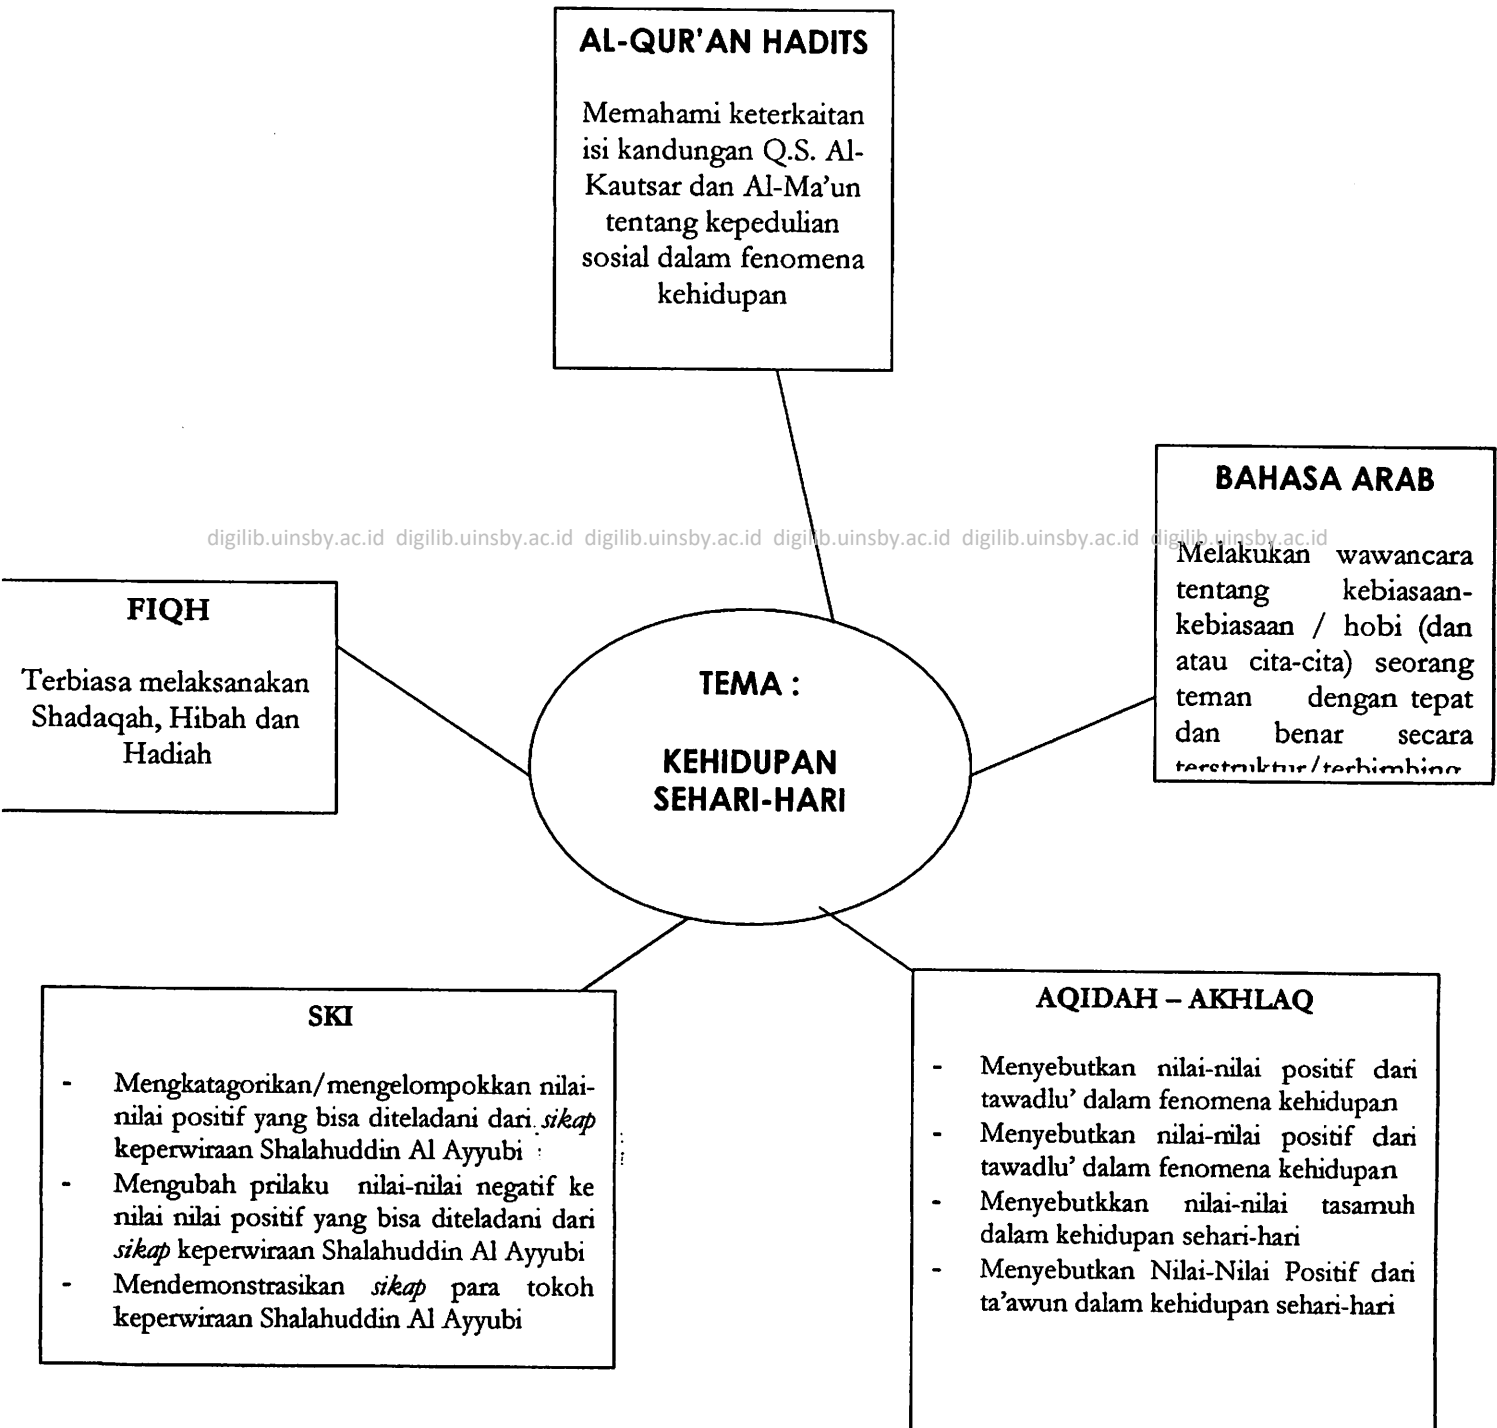 AL-QUR'AN HADITS
Memahami keterkaitan
isi kandungan Q.S. Al-
Kautsar dan Al-Ma'un
tentang kepedulian
sosial dalam fenomena
kehidupan
BAHASA ARAB
digilib.uinsby.ac.id digilib.uinsby.ac.id digilib.uinsby.ac.id digilib.uinsby.ac.id digilib.uinsby.ac.id digilib.uinsby.ac.id
Melakukan wawancara
tentang kebiasaan-
kebiasaan / hobi (dan
atau cita-cita) seorang
teman dengan tepat
dan benar secara
terstruktur/terbimbing
FIQH
Terbiasa melaksanakan
Shadaqah, Hibah dan
Hadiah
TEMA :
KEHIDUPAN
SEHARI-HARI
SKI
- Mengkatagorikan/mengelompokkan nilai-
nilai positif yang bisa diteladani dari sikap
keperwiraan Shalahuddin Al Ayyubi
- Mengubah prilaku nilai-nilai negatif ke
nilai nilai positif yang bisa diteladani dari
sikap keperwiraan Shalahuddin Al Ayyubi
- Mendemonstrasikan sikap para tokoh
keperwiraan Shalahuddin Al Ayyubi
AQIDAH – AKHLAQ
- Menyebutkan nilai-nilai positif dari
tawadlu' dalam fenomena kehidupan
- Menyebutkan nilai-nilai positif dari
tawadlu' dalam fenomena kehidupan
- Menyebutkkan nilai-nilai tasamuh
dalam kehidupan sehari-hari
- Menyebutkan Nilai-Nilai Positif dari
ta'awun dalam kehidupan sehari-hari